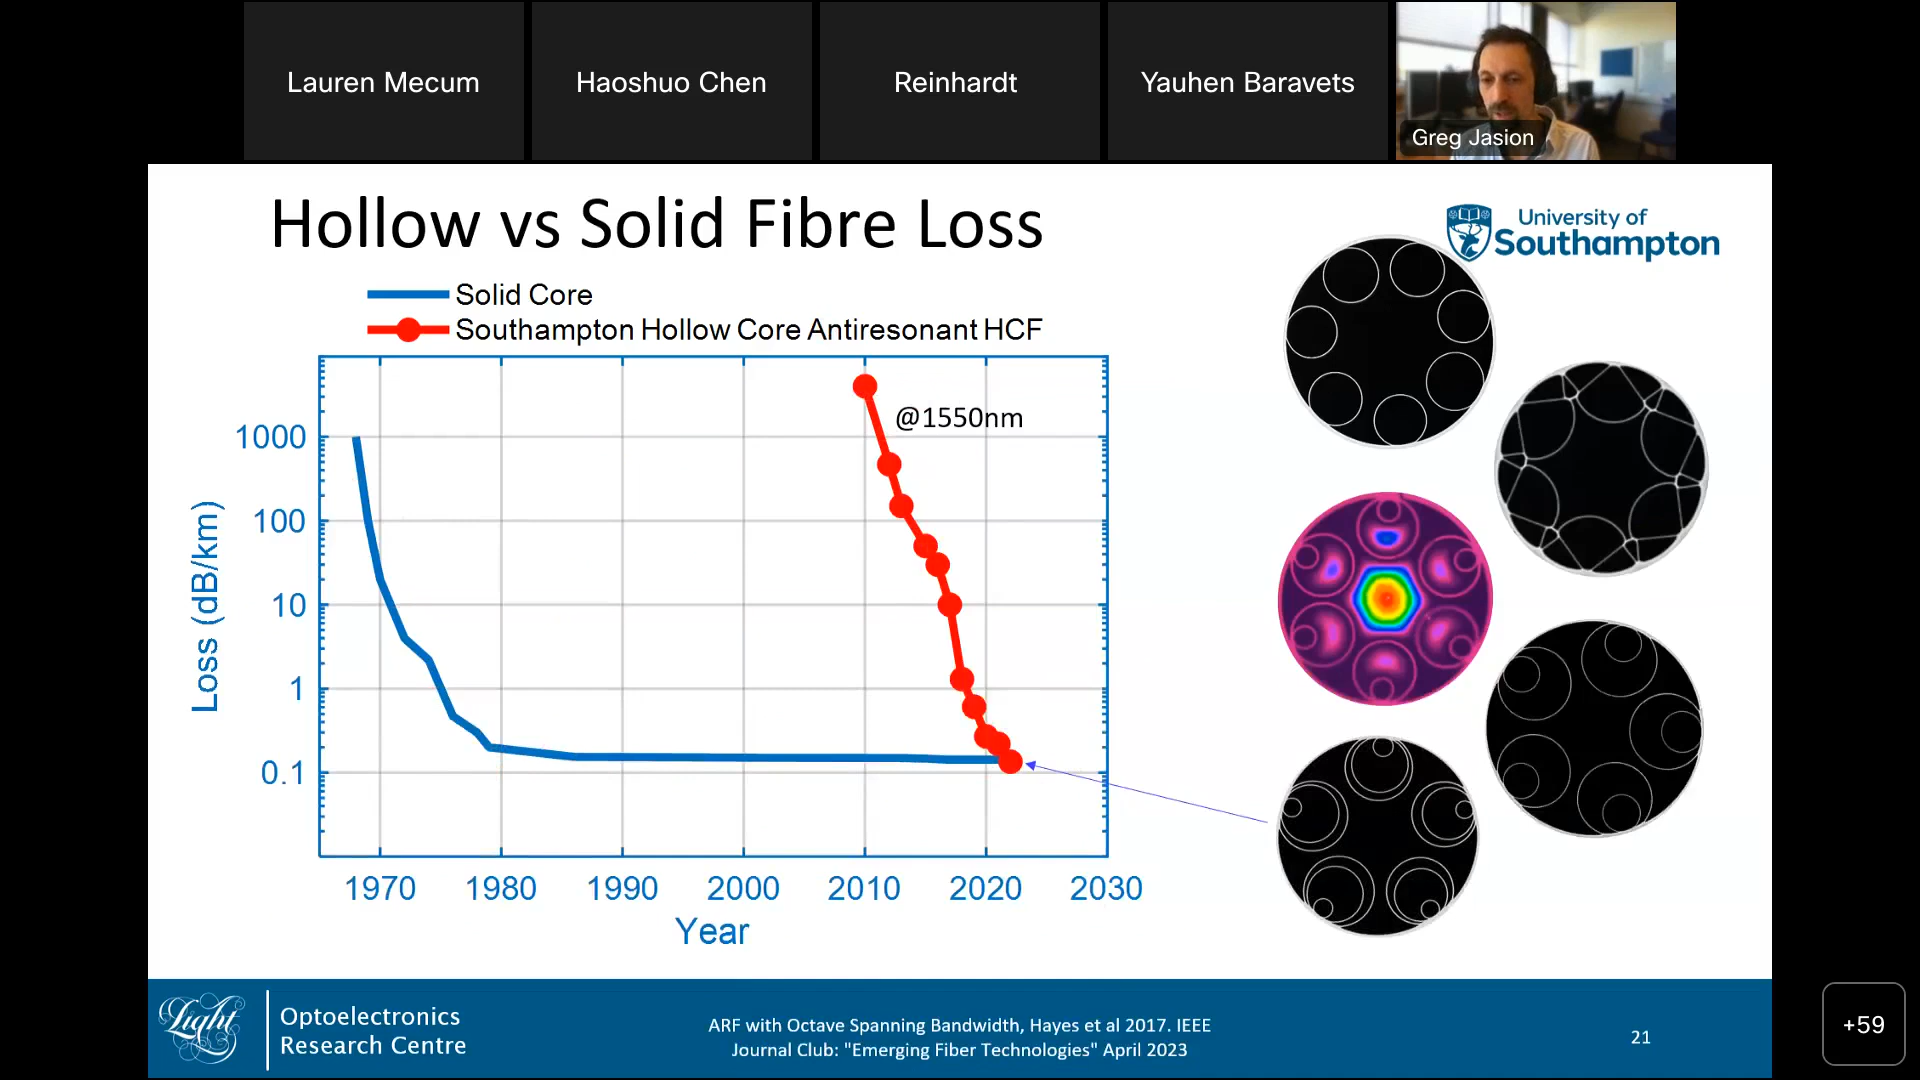 Lauren Mecum
Haoshuo Chen
Reinhardt
Yauhen Baravets
Greg Jasion
Hollow vs Solid Fibre Loss
University of
Southampton
Solid Core
Southampton Hollow Core Antiresonant HCF
@1550nm
1000
100
10
1
0.1
Loss (dB/km)
1970 1980 1990 2000 2010 2020 2030
Year
Light
Optoelectronics
Research Centre
ARF with Octave Spanning Bandwidth, Hayes et al 2017. IEEE
Journal Club: "Emerging Fiber Technologies" April 2023
21
+59